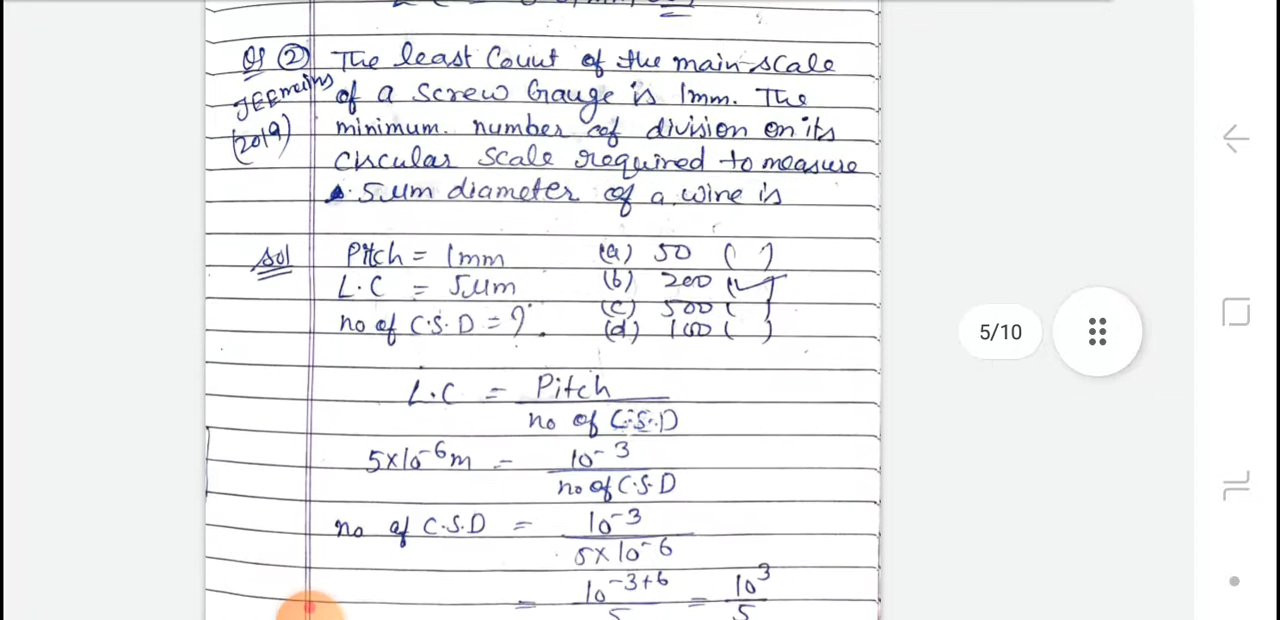 Q ② The least Count of the main scale
JEE mains of a screw Gauge is 1mm. The
(2019) minimum. number of division on its
Circular scale required to measure
5 μm diameter of a wire is
Sol Pitch = 1mm (a) 50 ( )
L.C = 5μm (b) 200 (✓)
no of C.S.D = ?. (c) 500 ( )
(d) 100 ( )
5/10
L.C = Pitch / no of C.S.D
5×10⁻⁶m = 10⁻³ / no of C.S.D
no of C.S.D = 10⁻³ / 5×10⁻⁶
= 10⁻³⁺⁶ / 5 = 10³ / 5